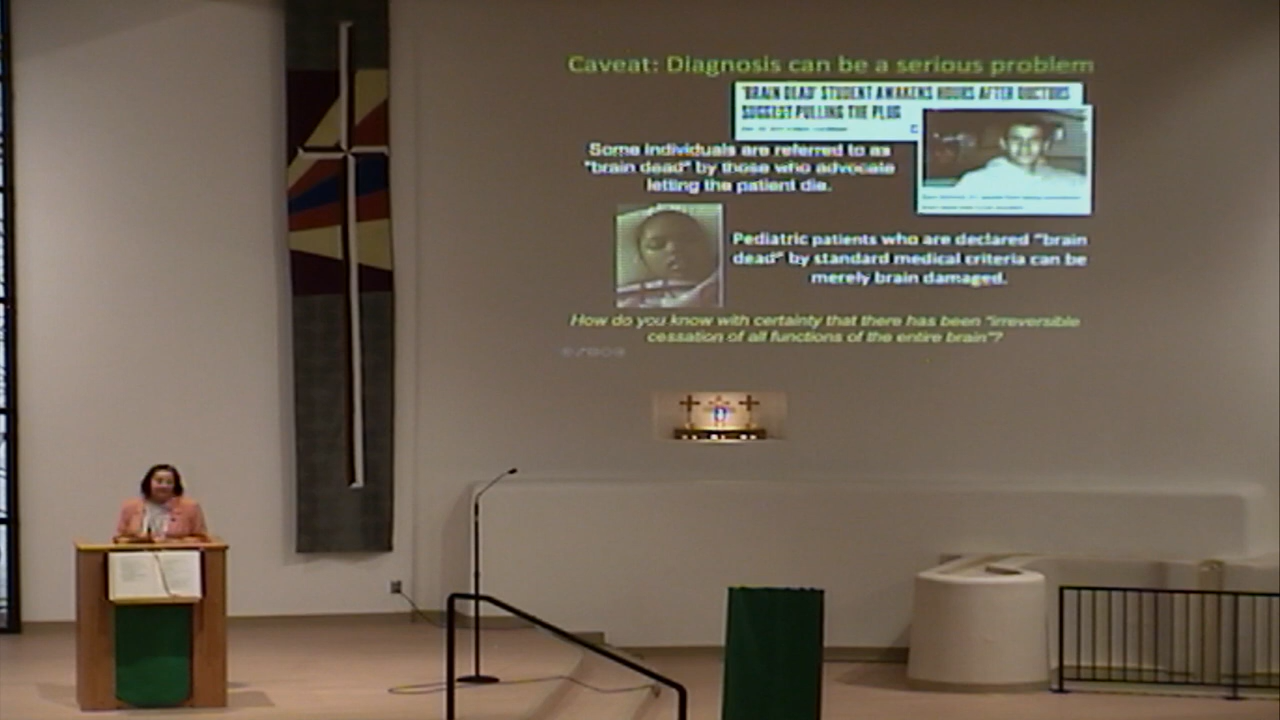 Caveat: Diagnosis can be a serious problem
'BRAIN DEAD' STUDENT AWAKENS HOURS AFTER DOCTORS
SUGGEST PULLING THE PLUG
Some individuals are referred to as
"brain dead" by those who advocate
letting the patient die.
Pediatric patients who are declared "brain
dead" by standard medical criteria can be
merely brain damaged.
How do you know with certainty that there has been "irreversible
cessation of all functions of the entire brain"?